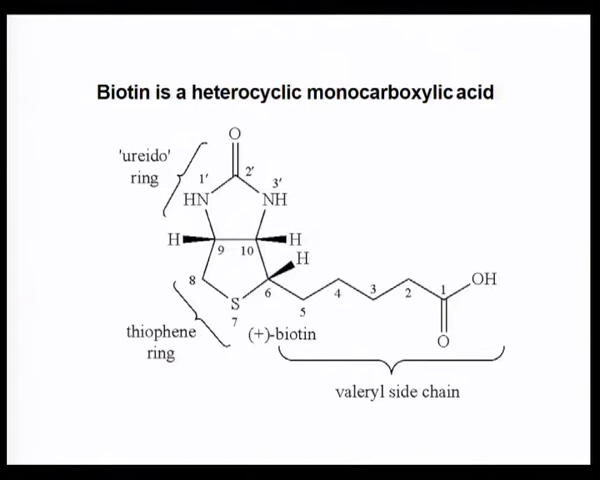 Biotin is a heterocyclic monocarboxylic acid
O
'ureido'
ring
1'
2'
3'
HN
NH
H
H
H
9
10
8
6
S
7
5
4
3
2
1
OH
O
thiophene
ring
(+)-biotin
valeryl side chain